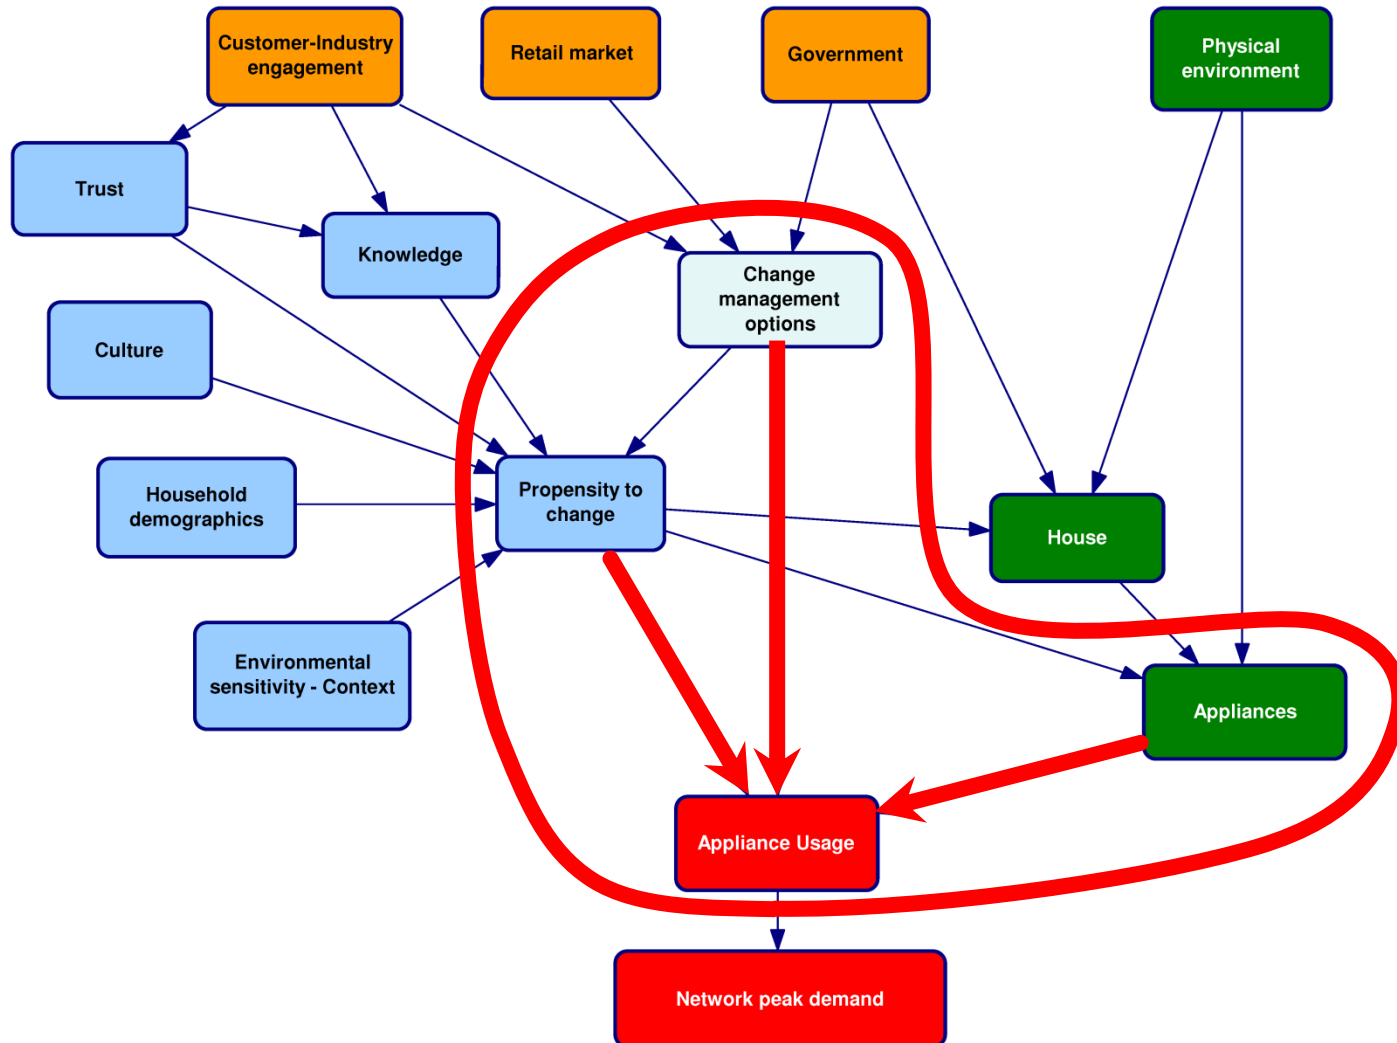 Customer-Industry
engagement
Retail market
Government
Physical
environment
Trust
Knowledge
Change
management
options
Culture
Household
demographics
Propensity to
change
House
Environmental
sensitivity - Context
Appliances
Appliance Usage
Network peak demand